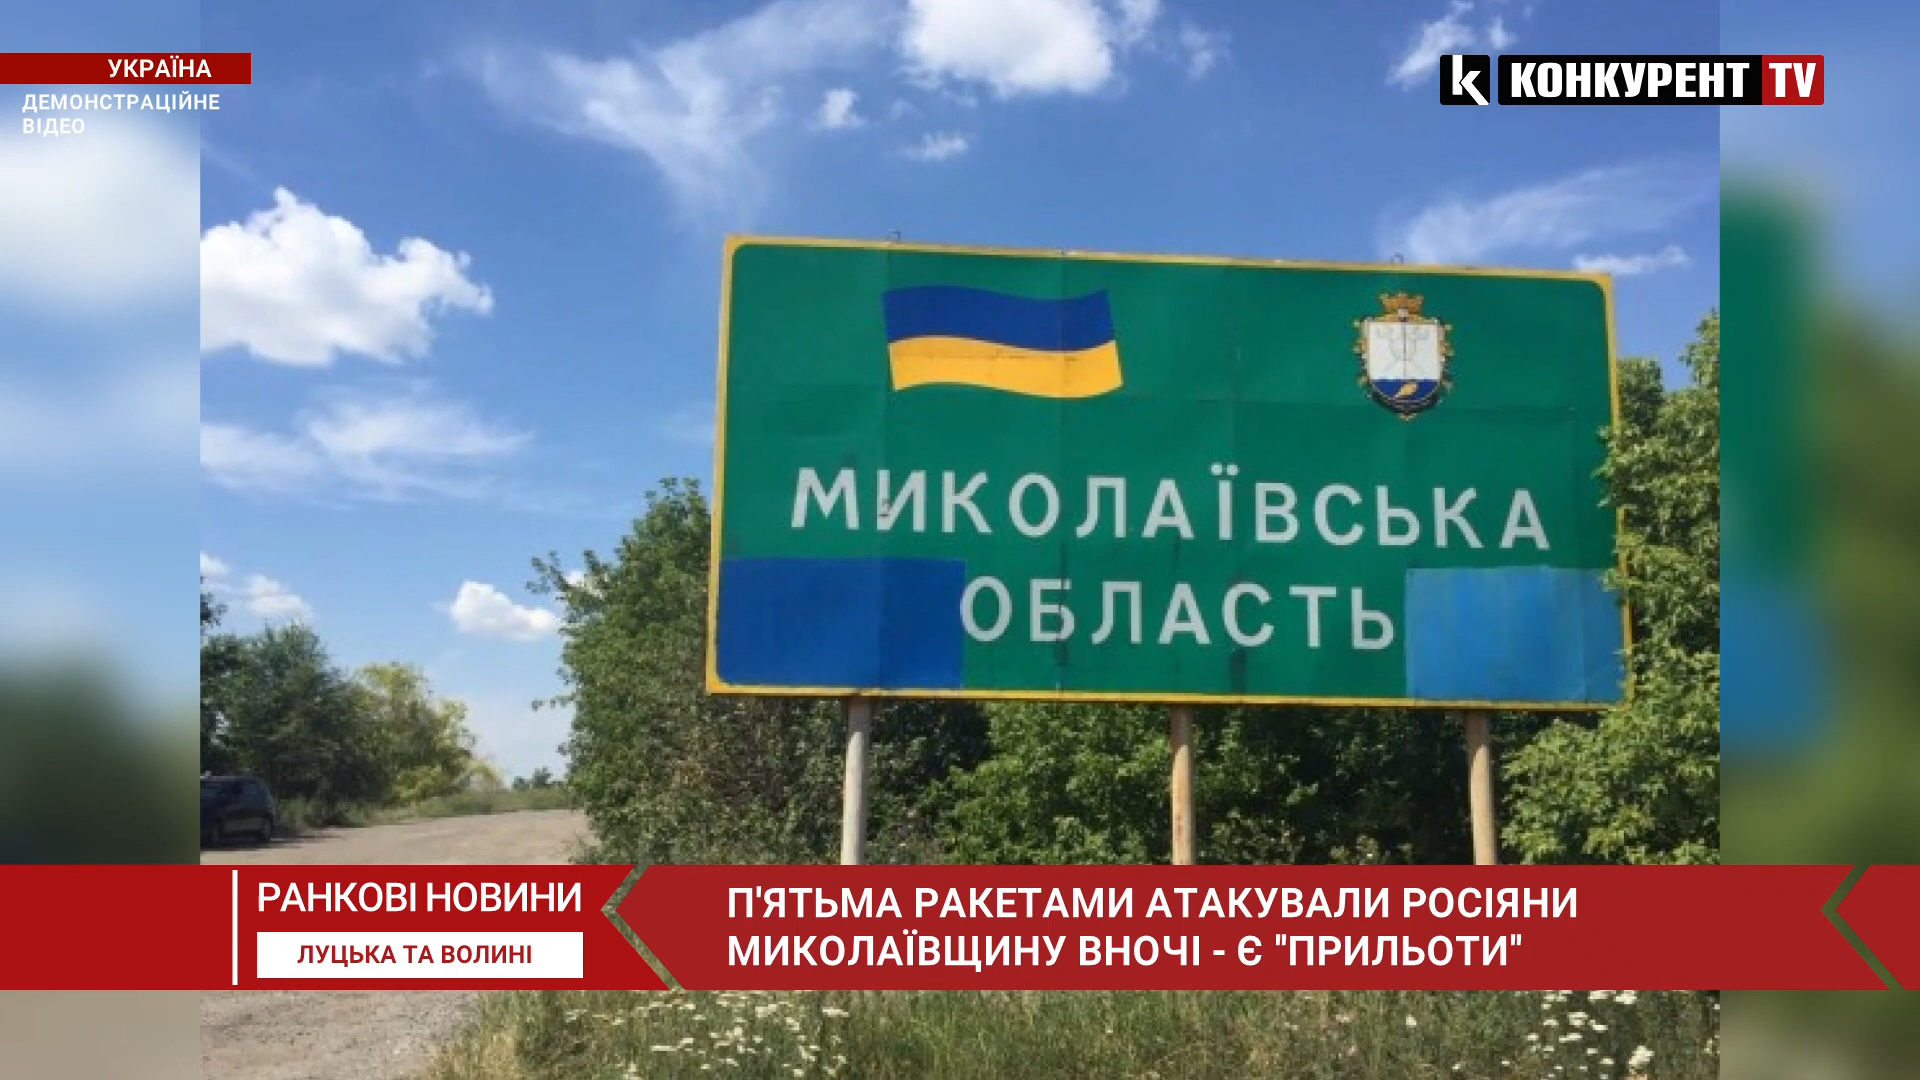 УКРАЇНА
ДЕМОНСТРАЦІЙНЕ
ВІДЕО
k КОНКУРЕНТ TV
МИКОЛАЇВСЬКА
ОБЛАСТЬ
РАНКОВІ НОВИНИ
ЛУЦЬКА ТА ВОЛИНІ
П'ЯТЬМА РАКЕТАМИ АТАКУВАЛИ РОСІЯНИ
МИКОЛАЇВЩИНУ ВНОЧІ - Є "ПРИЛЬОТИ"